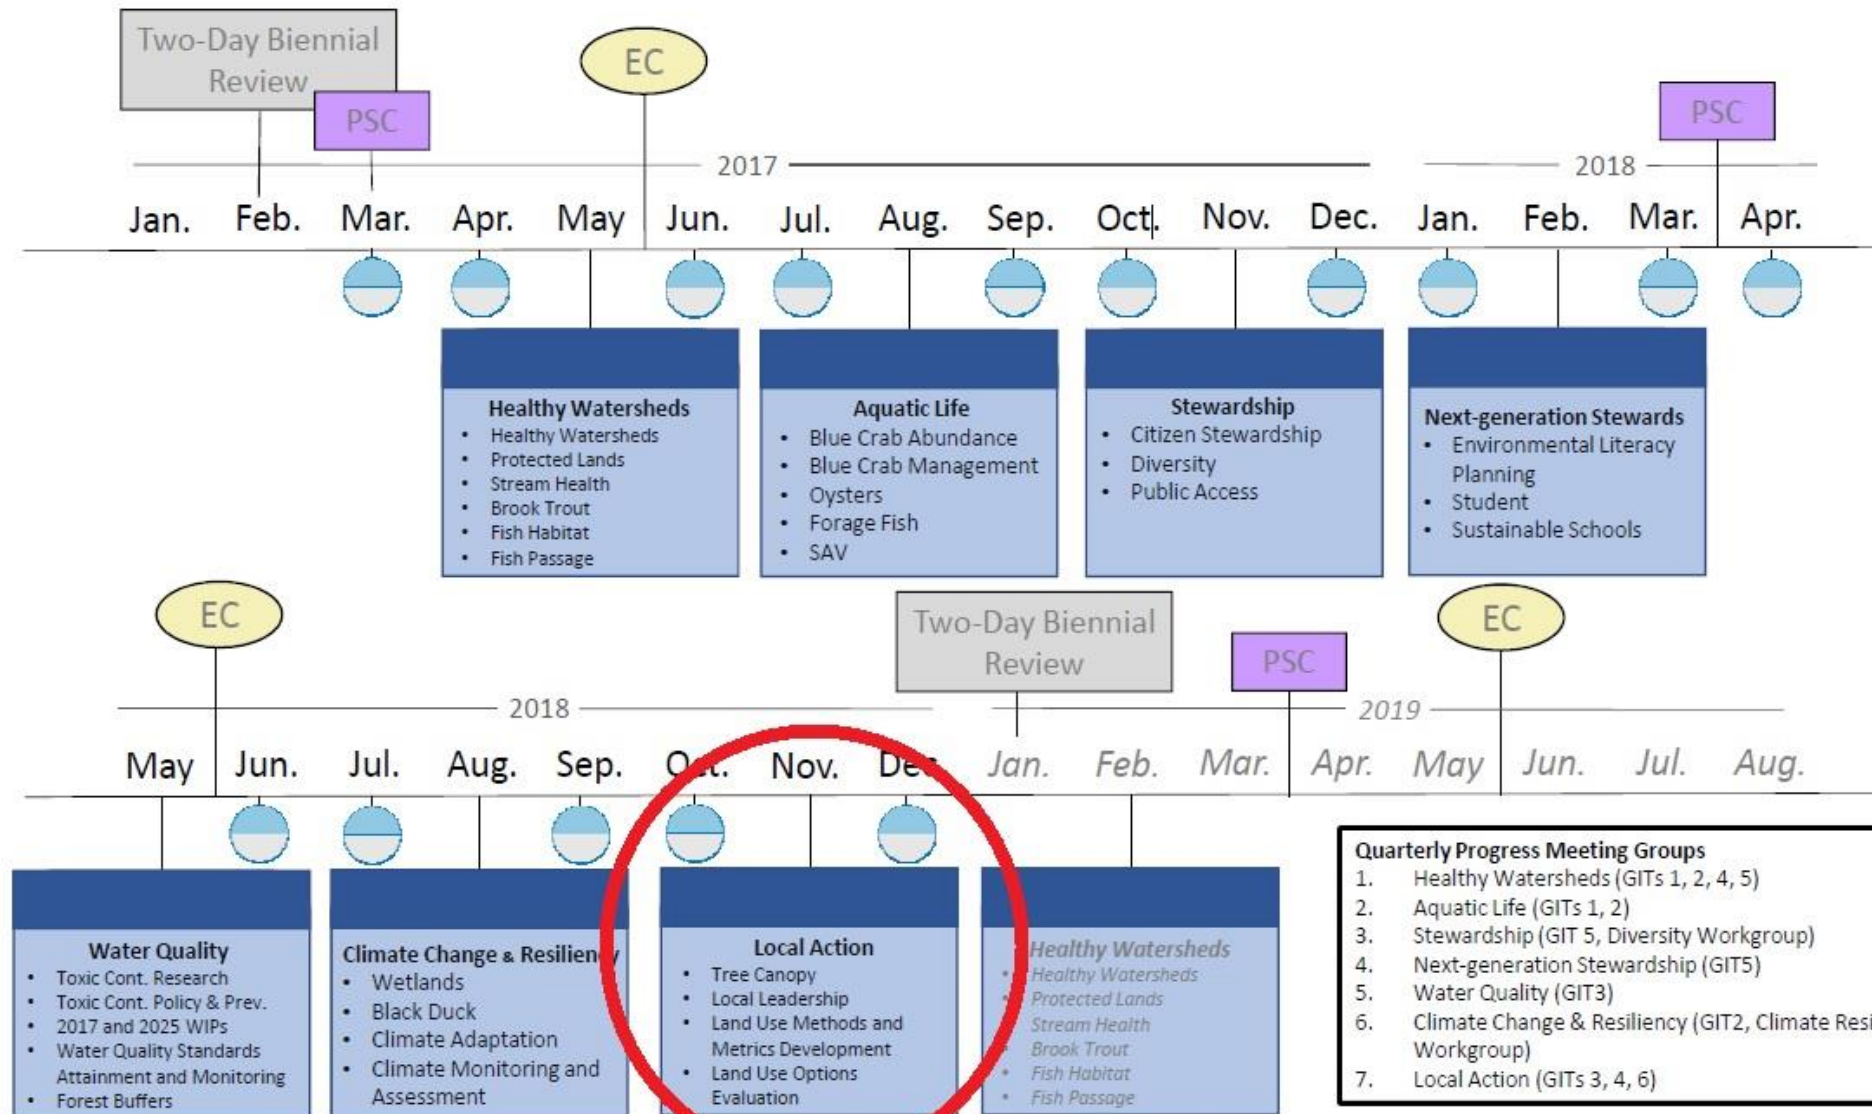 Two-Day Biennial
Review
PSC
EC
PSC
2017
2018
Jan. Feb. Mar. Apr. May Jun. Jul. Aug. Sep. Oct. Nov. Dec. Jan. Feb. Mar. Apr.
Healthy Watersheds
• Healthy Watersheds
• Protected Lands
• Stream Health
• Brook Trout
• Fish Habitat
• Fish Passage
Aquatic Life
• Blue Crab Abundance
• Blue Crab Management
• Oysters
• Forage Fish
• SAV
Stewardship
• Citizen Stewardship
• Diversity
• Public Access
Next-generation Stewards
• Environmental Literacy
Planning
• Student
• Sustainable Schools
EC
Two-Day Biennial
Review
PSC
EC
2018
2019
May Jun. Jul. Aug. Sep. Oct. Nov. Dec Jan. Feb. Mar. Apr. May Jun. Jul. Aug.
Water Quality
• Toxic Cont. Research
• Toxic Cont. Policy & Prev.
• 2017 and 2025 WIPs
• Water Quality Standards
Attainment and Monitoring
• Forest Buffers
Climate Change & Resiliency
• Wetlands
• Black Duck
• Climate Adaptation
• Climate Monitoring and
Assessment
Local Action
• Tree Canopy
• Local Leadership
• Land Use Methods and
Metrics Development
• Land Use Options
Evaluation
Healthy Watersheds
• Healthy Watersheds
• Protected Lands
Stream Health
• Brook Trout
• Fish Habitat
• Fish Passage
Quarterly Progress Meeting Groups
1. Healthy Watersheds (GITs 1, 2, 4, 5)
2. Aquatic Life (GITs 1, 2)
3. Stewardship (GIT 5, Diversity Workgroup)
4. Next-generation Stewardship (GIT5)
5. Water Quality (GIT3)
6. Climate Change & Resiliency (GIT2, Climate Resi
Workgroup)
7. Local Action (GITs 3, 4, 6)